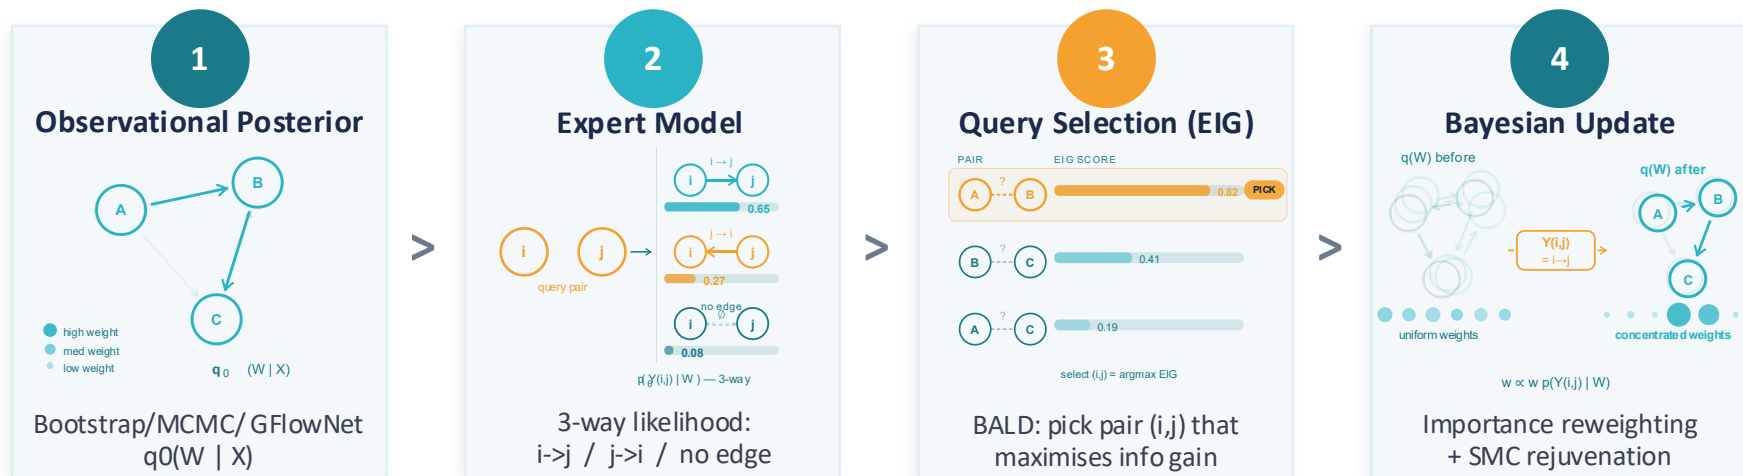 1
Observational Posterior
A
B
C
high weight
med weight
low weight
q0 (W | X)
Bootstrap/MCMC/GFlowNet
q0(W | X)
>
2
Expert Model
i → j
i
j
0.65
j → i
i
j
0.27
i
j
query pair
no edge
∅
i
j
0.08
Y(i,j) | W ) — 3-way
3-way likelihood:
i->j / j->i / no edge
>
3
Query Selection (EIG)
PAIR
EIG SCORE
?
A
B
0.82
PICK
?
B
C
0.41
?
A
C
0.19
select (i,j) = argmax EIG
BALD: pick pair (i,j) that
maximises info gain
>
4
Bayesian Update
q(W) before
q(W) after
A
B
C
Y(i,j)
= i→j
uniform weights
concentrated weights
w ∝ w p(Y(i,j) | W)
Importance reweighting
+ SMC rejuvenation